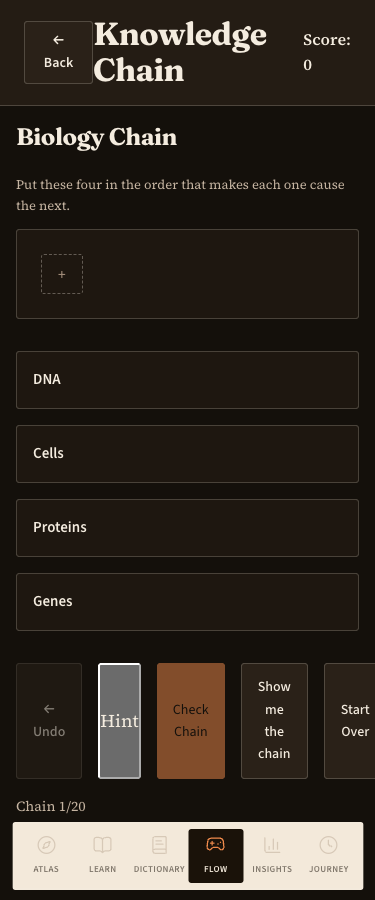 ←
Back
Knowledge
Chain
Score:
0
Biology Chain
Put these four in the order that makes each one cause
the next.
+
DNA
Cells
Proteins
Genes
←
Undo
Hint
Check
Chain
Show
me
the
chain
Start
Over
Chain 1/20
ATLAS
LEARN
DICTIONARY
FLOW
INSIGHTS
JOURNEY